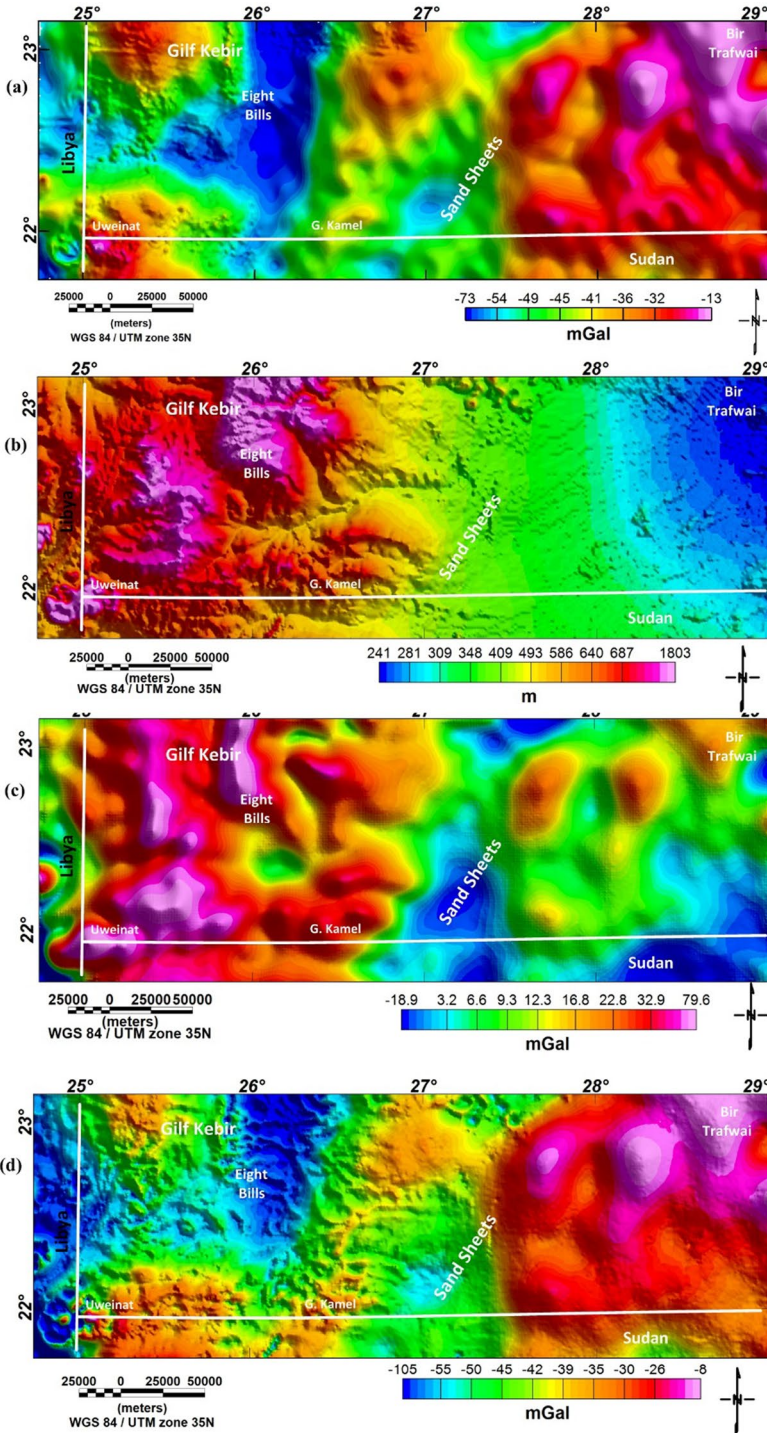 25° 26° 27° 28° 29°
23°
Gilf Kebir
Bir
Trafwai
(a)
Eight
Bills
Libya
Sand Sheets
22°
Uweinat
G. Kamel
Sudan
25000 0 25000 50000
(meters)
WGS 84 / UTM zone 35N
-73 -54 -49 -45 -41 -36 -32 -13
mGal
N
25° 26° 27° 28° 29°
23°
Gilf Kebir
Bir
Trafwai
(b)
Eight
Bills
Libya
Sand Sheets
22°
Uweinat
G. Kamel
Sudan
25000 0 25000 50000
(meters)
WGS 84 / UTM zone 35N
241 281 309 348 409 493 586 640 687 1803
m
N
23°
Gilf Kebir
Bir
Trafwai
(c)
Eight
Bills
Libya
Sand Sheets
22°
Uweinat
G. Kamel
Sudan
25000 0 25000 50000
(meters)
WGS 84 / UTM zone 35N
-18.9 3.2 6.6 9.3 12.3 16.8 22.8 32.9 79.6
mGal
N
25° 26° 27° 28° 29°
23°
Gilf Kebir
Bir
Trafwai
(d)
Eight
Bills
Libya
Sand Sheets
22°
Uweinat
G. Kamel
Sudan
25000 0 25000 50000
(meters)
WGS 84 / UTM zone 35N
-105 -55 -50 -45 -42 -39 -35 -30 -26 -8
mGal
N